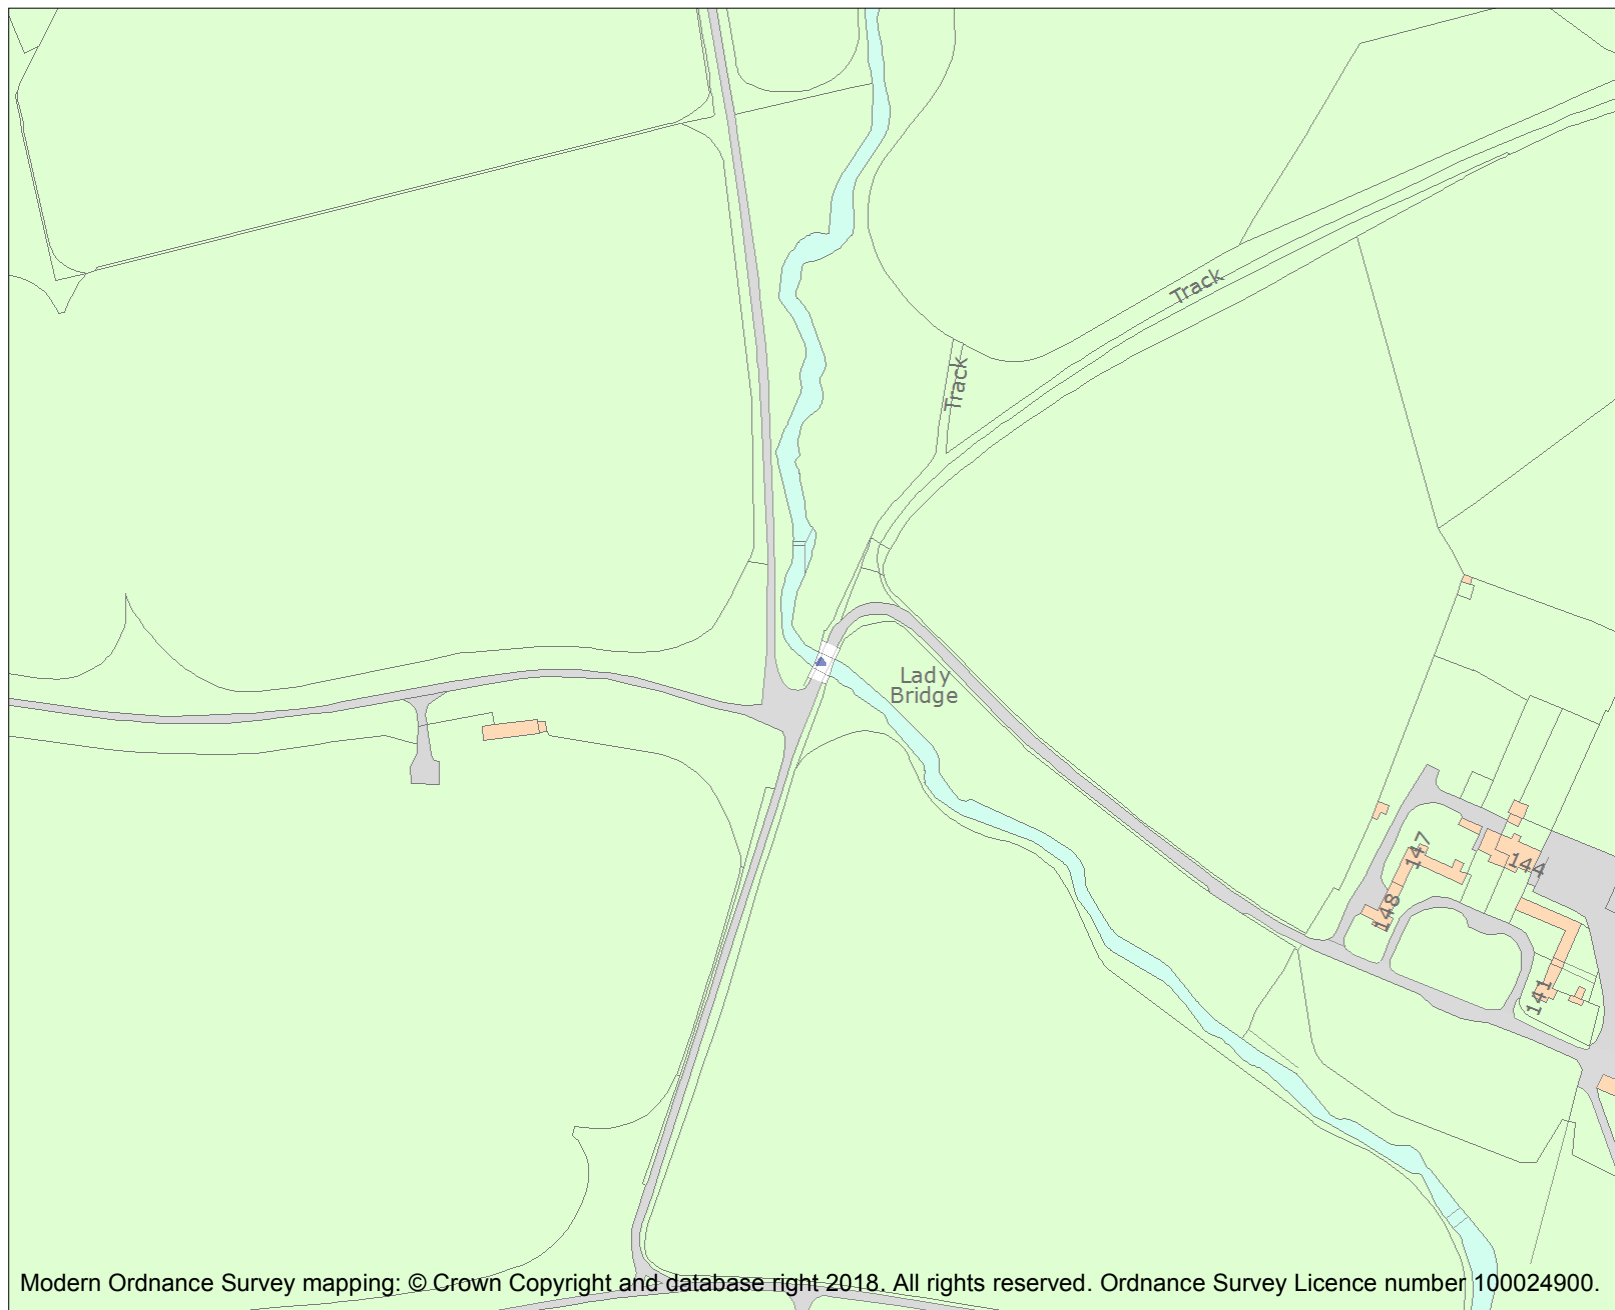 Track
Track
Lady
Bridge
147
144
148
141
Modern Ordnance Survey mapping: © Crown Copyright and database right 2018. All rights reserved. Ordnance Survey Licence number 100024900.